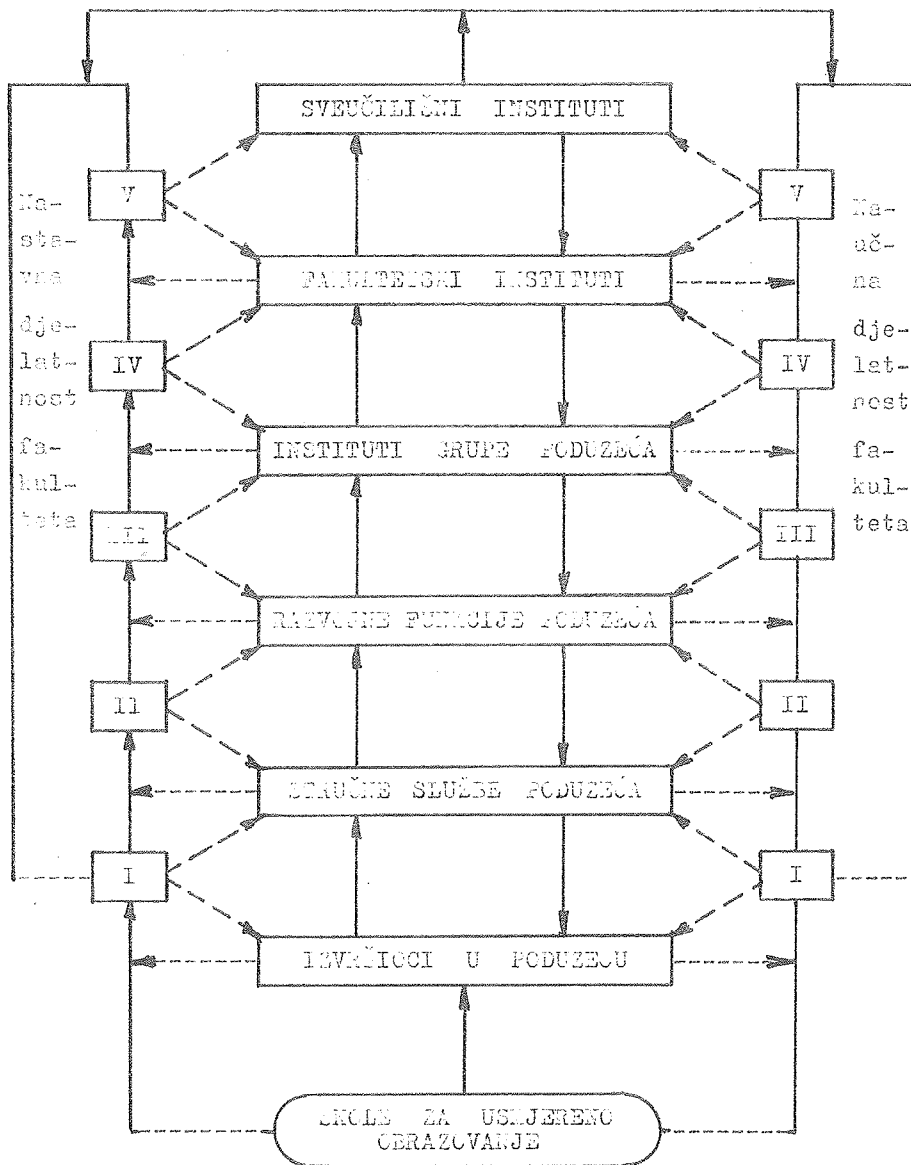 SVEUČILIŠNI INSTITUTI
V
V
Na-
sta-
vna
dje-
lat-
nost
fa-
kul-
teta
Na-
uč-
na
dje-
lat-
nost
fa-
kul-
teta
FAKULTETSKI INSTITUTI
IV
IV
INSTITUTI GRUPE PODUZEĆA
III
III
RAZVOJNE FUNKCIJE PODUZEĆA
II
II
STRUČNE SLUŽBE PODUZEĆA
I
I
IZVRŠIOCI U PODUZEĆU
ŠKOLE ZA USMJERENO
OBRAZOVANJE